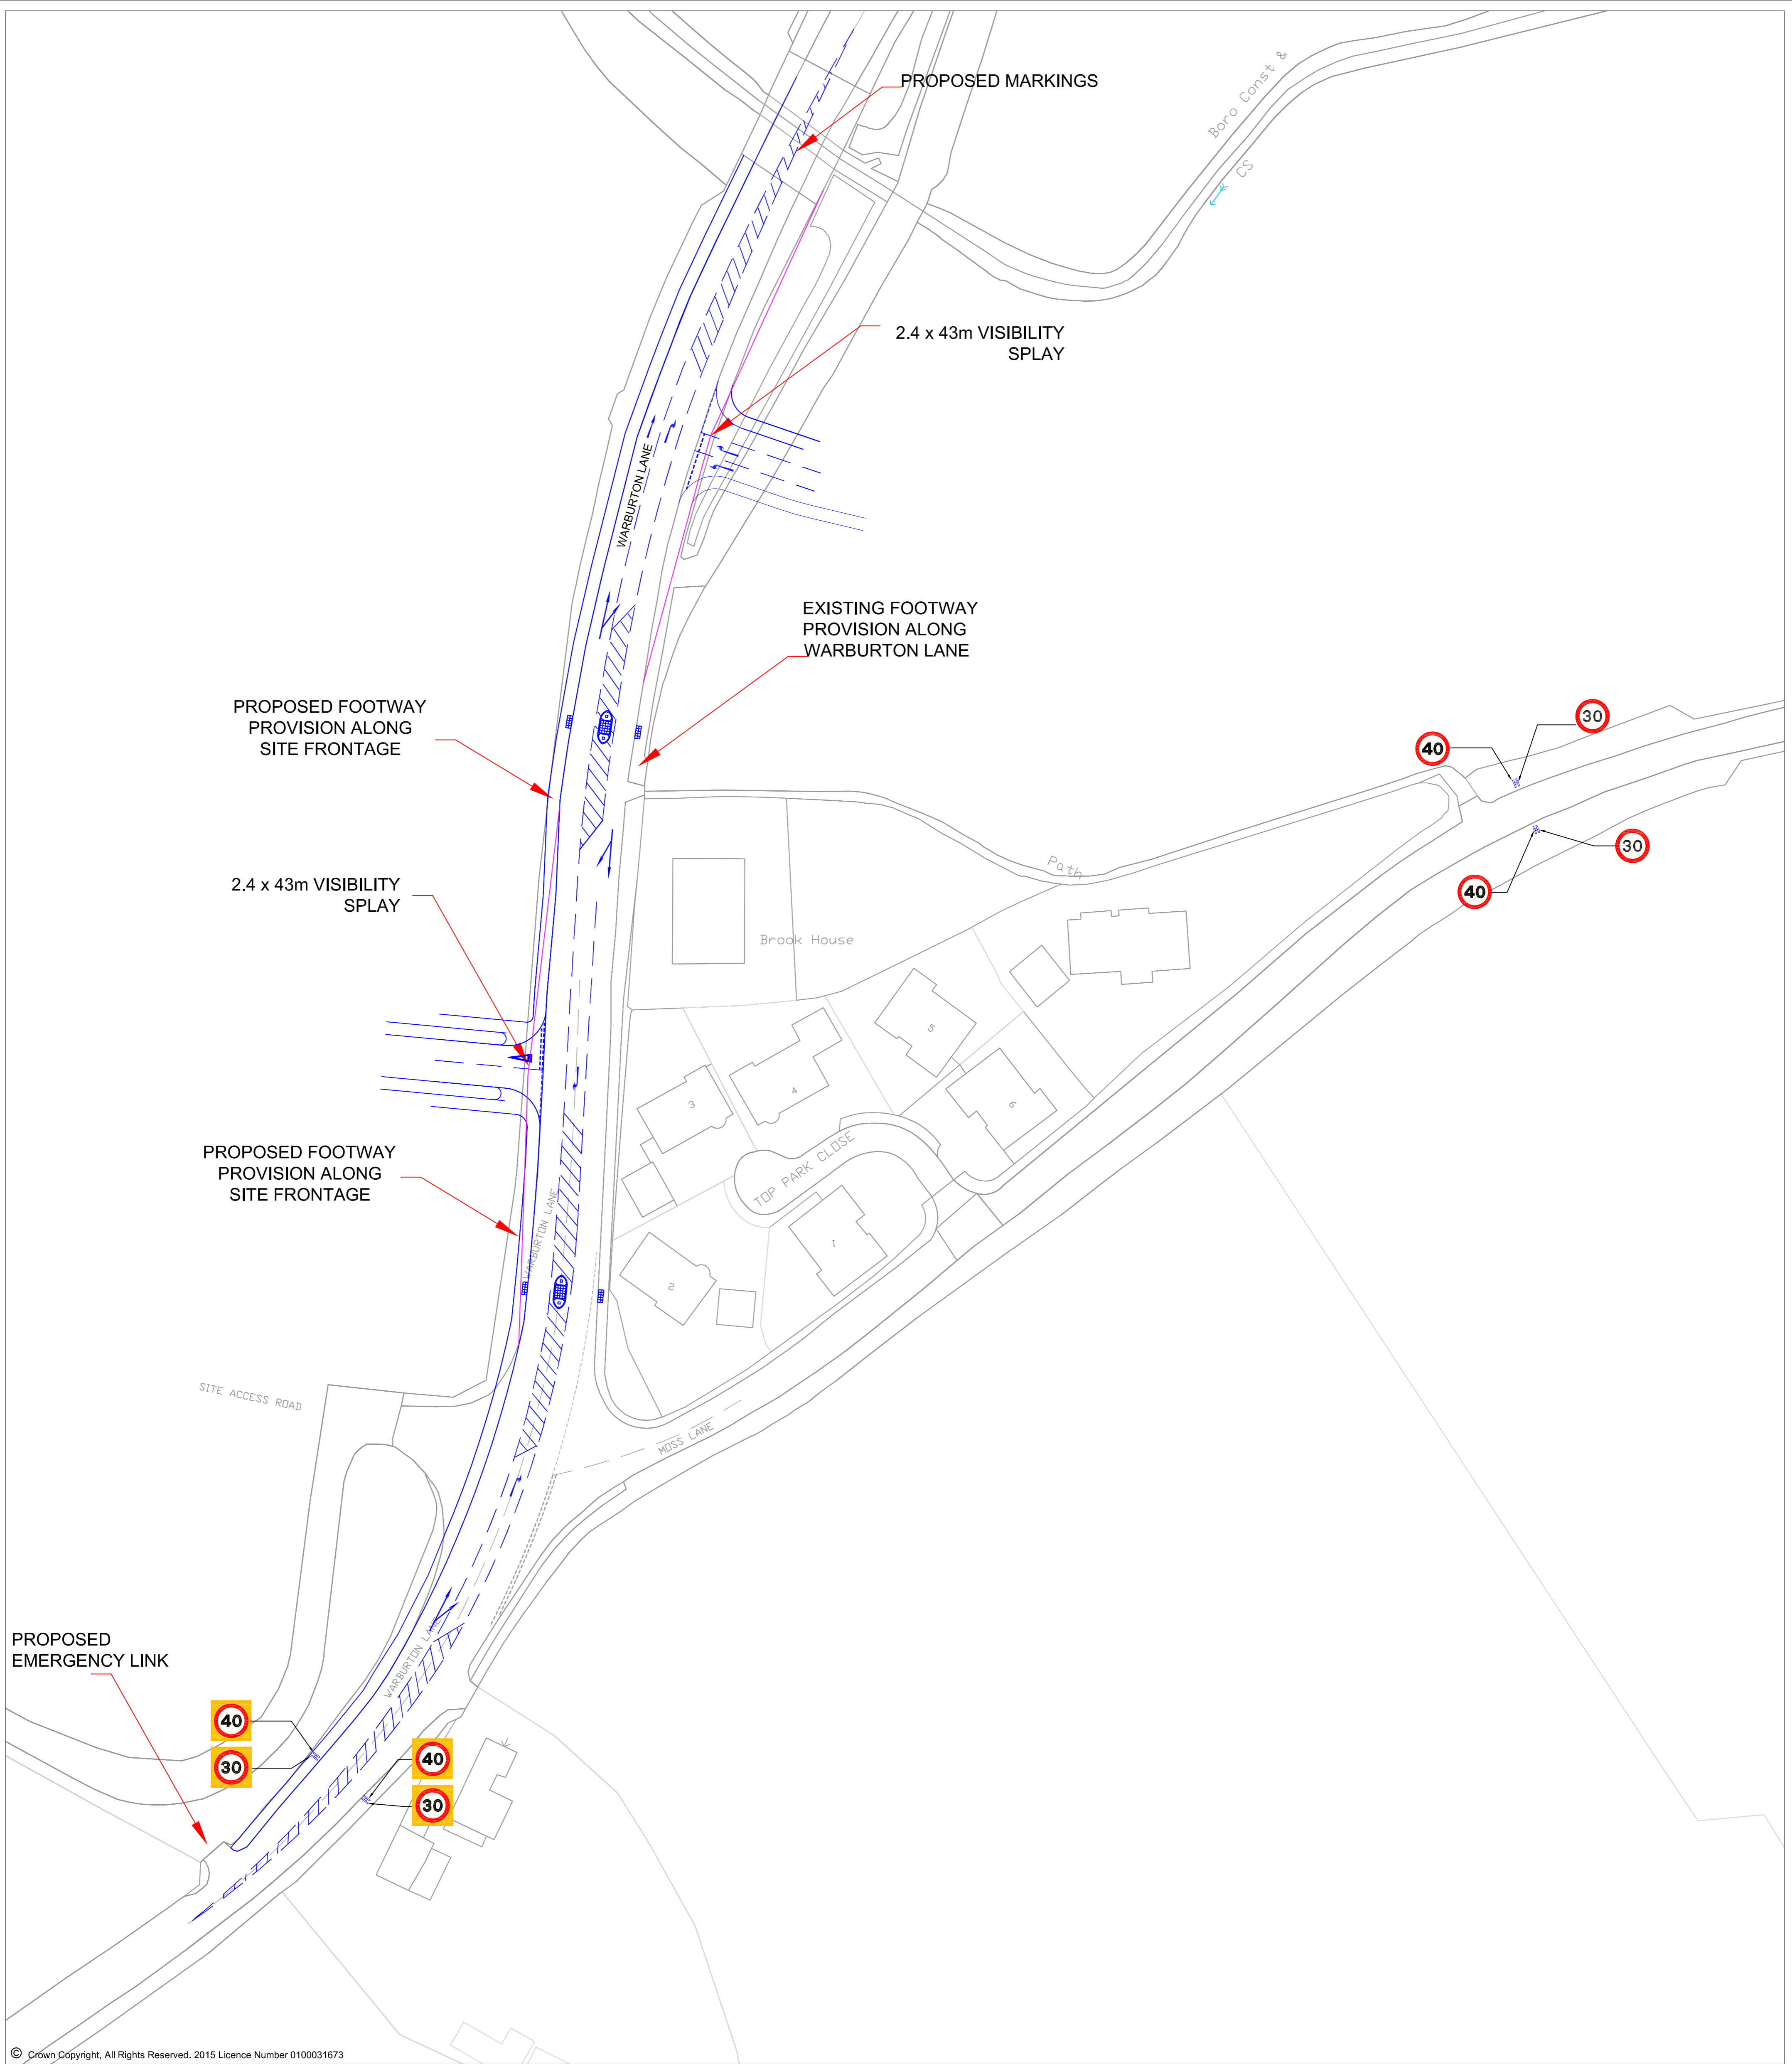 PROPOSED MARKINGS
Boro Const &
CS
2.4 x 43m VISIBILITY
SPLAY
WARBURTON LANE
EXISTING FOOTWAY
PROVISION ALONG
WARBURTON LANE
PROPOSED FOOTWAY
PROVISION ALONG
SITE FRONTAGE
30
40
30
40
Path
2.4 x 43m VISIBILITY
SPLAY
Brook House
5
4
3
6
TOP PARK CLOSE
PROPOSED FOOTWAY
PROVISION ALONG
SITE FRONTAGE
WARBURTON LANE
1
2
SITE ACCESS ROAD
MOSS LANE
WARBURTON LANE
PROPOSED
EMERGENCY LINK
40
30
40
30
© Crown Copyright, All Rights Reserved. 2015 Licence Number 0100031673